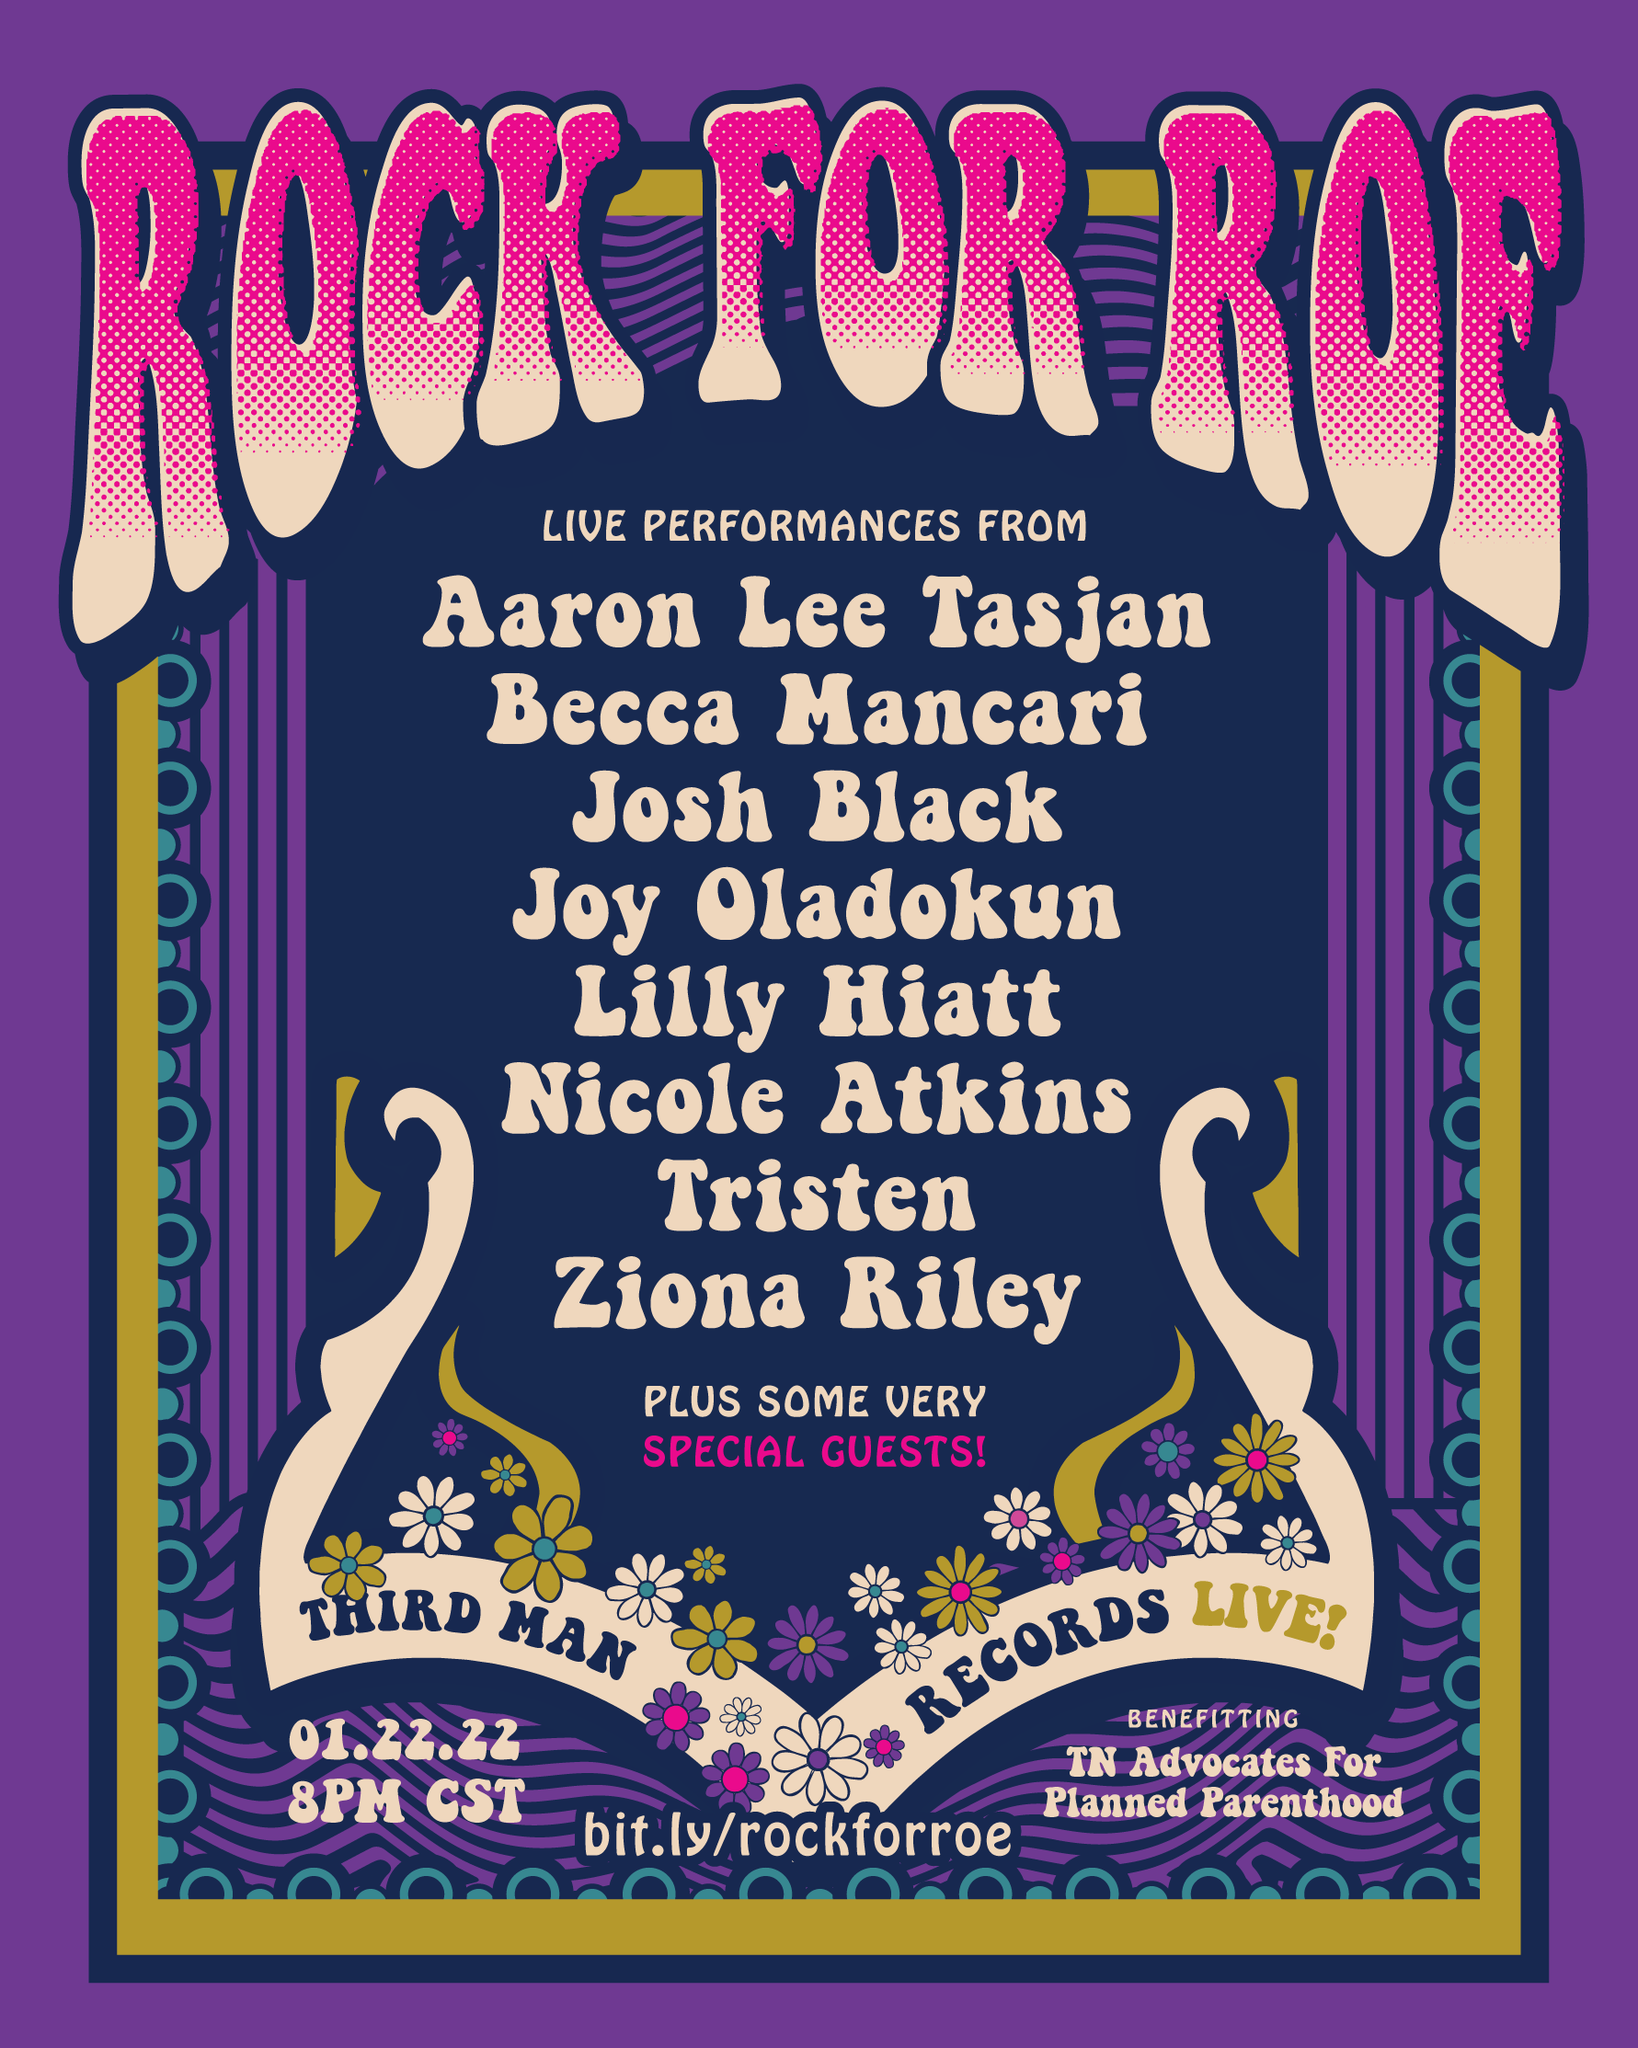 ROCK FOR ROE
LIVE PERFORMANCES FROM
Aaron Lee Tasjan
Becca Mancari
Josh Black
Joy Oladokun
Lilly Hiatt
Nicole Atkins
Tristen
Ziona Riley
PLUS SOME VERY
SPECIAL GUESTS!
THIRD MAN RECORDS LIVE!
01.22.22
8PM CST
BENEFITTING
TN Advocates For
Planned Parenthood
bit.ly/rockforroe